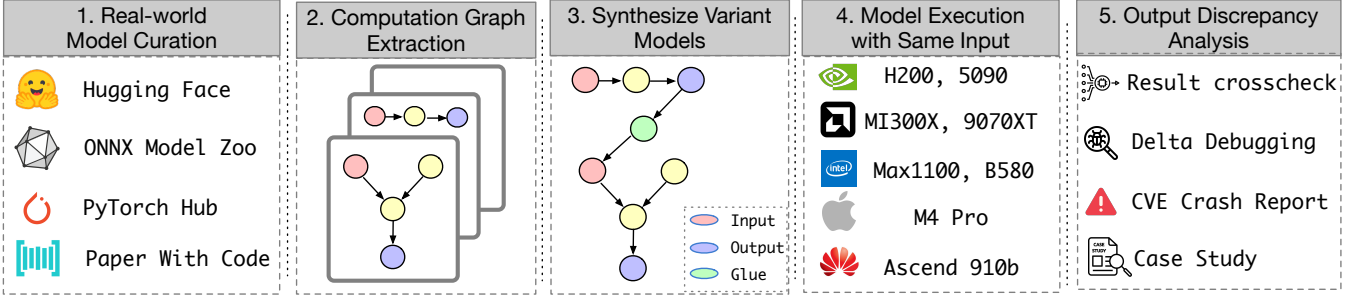 1. Real-world
Model Curation
Hugging Face
ONNX Model Zoo
PyTorch Hub
Paper With Code
2. Computation Graph
Extraction
3. Synthesize Variant
Models
Input
Output
Glue
4. Model Execution
with Same Input
H200, 5090
MI300X, 9070XT
intel
Max1100, B580
M4 Pro
HUAWEI
Ascend 910b
5. Output Discrepancy
Analysis
Result crosscheck
Delta Debugging
CVE Crash Report
CASE
STUDY
Case Study